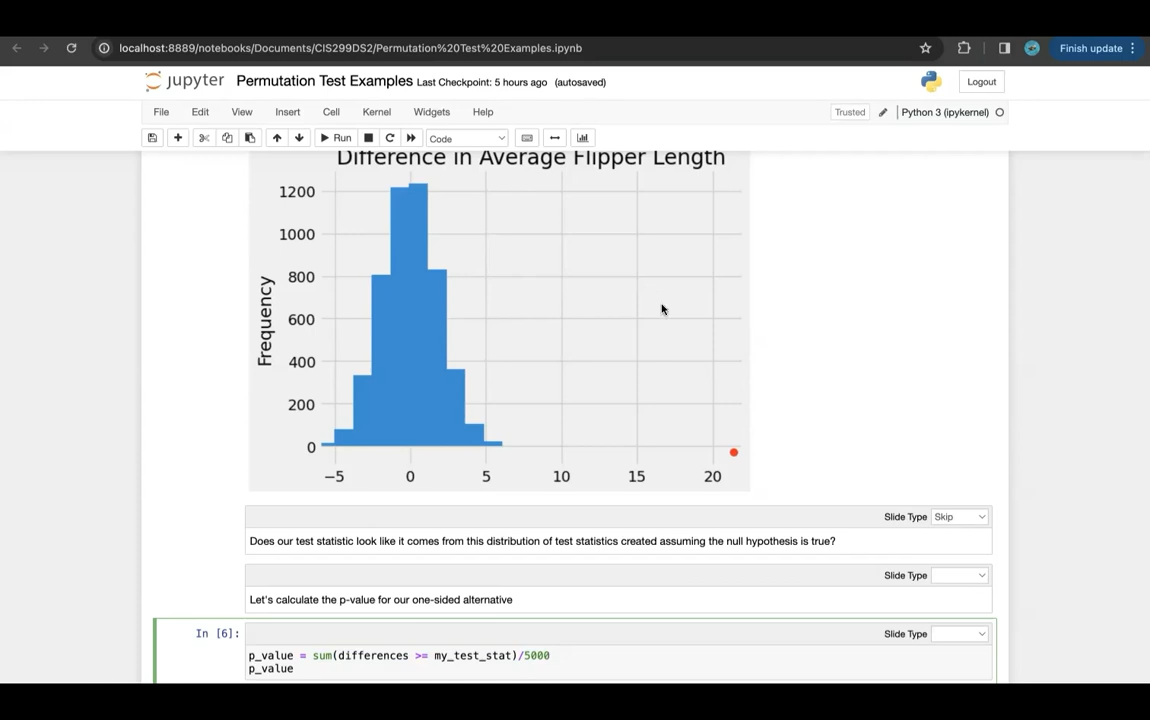 localhost:8889/notebooks/Documents/CIS299DS2/Permutation%20Test%20Examples.ipynb
Finish update
jupyter Permutation Test Examples Last Checkpoint: 5 hours ago (autosaved)
Logout
File Edit View Insert Cell Kernel Widgets Help
Trusted Python 3 (ipykernel)
Run Code
Difference in Average Flipper Length
1200
1000
800
600
400
200
0
Frequency
−5 0 5 10 15 20
Slide Type Skip
Does our test statistic look like it comes from this distribution of test statistics created assuming the null hypothesis is true?
Slide Type
Let's calculate the p-value for our one-sided alternative
In [6]: Slide Type
p_value = sum(differences >= my_test_stat)/5000
p_value